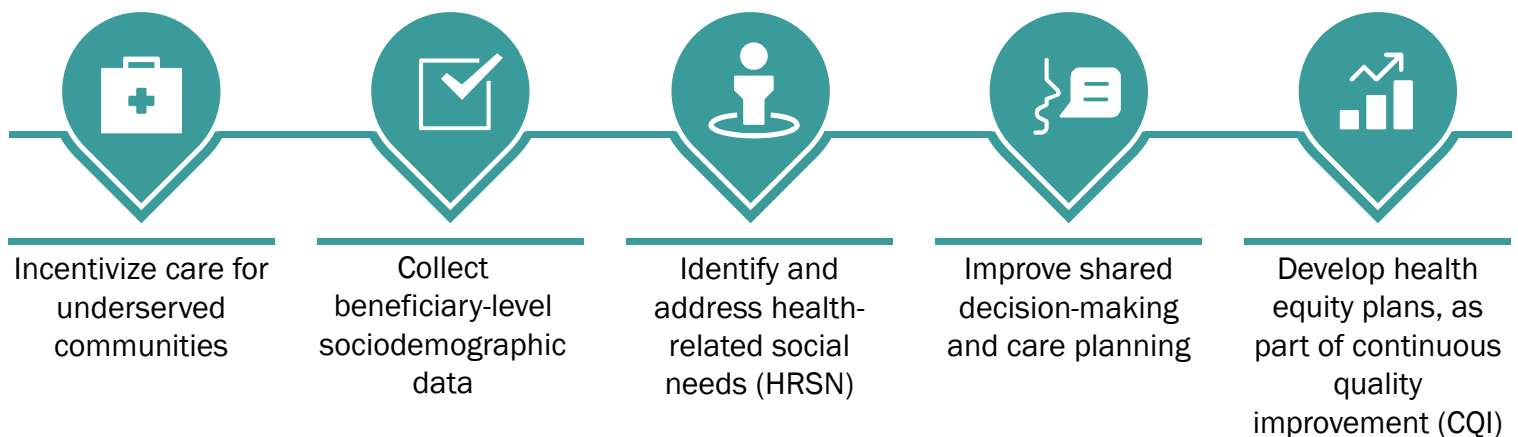 Incentivize care for
underserved
communities
Collect
beneficiary-level
sociodemographic
data
Identify and
address health-
related social
needs (HRSN)
Improve shared
decision-making
and care planning
Develop health
equity plans, as
part of continuous
quality
improvement (CQI)